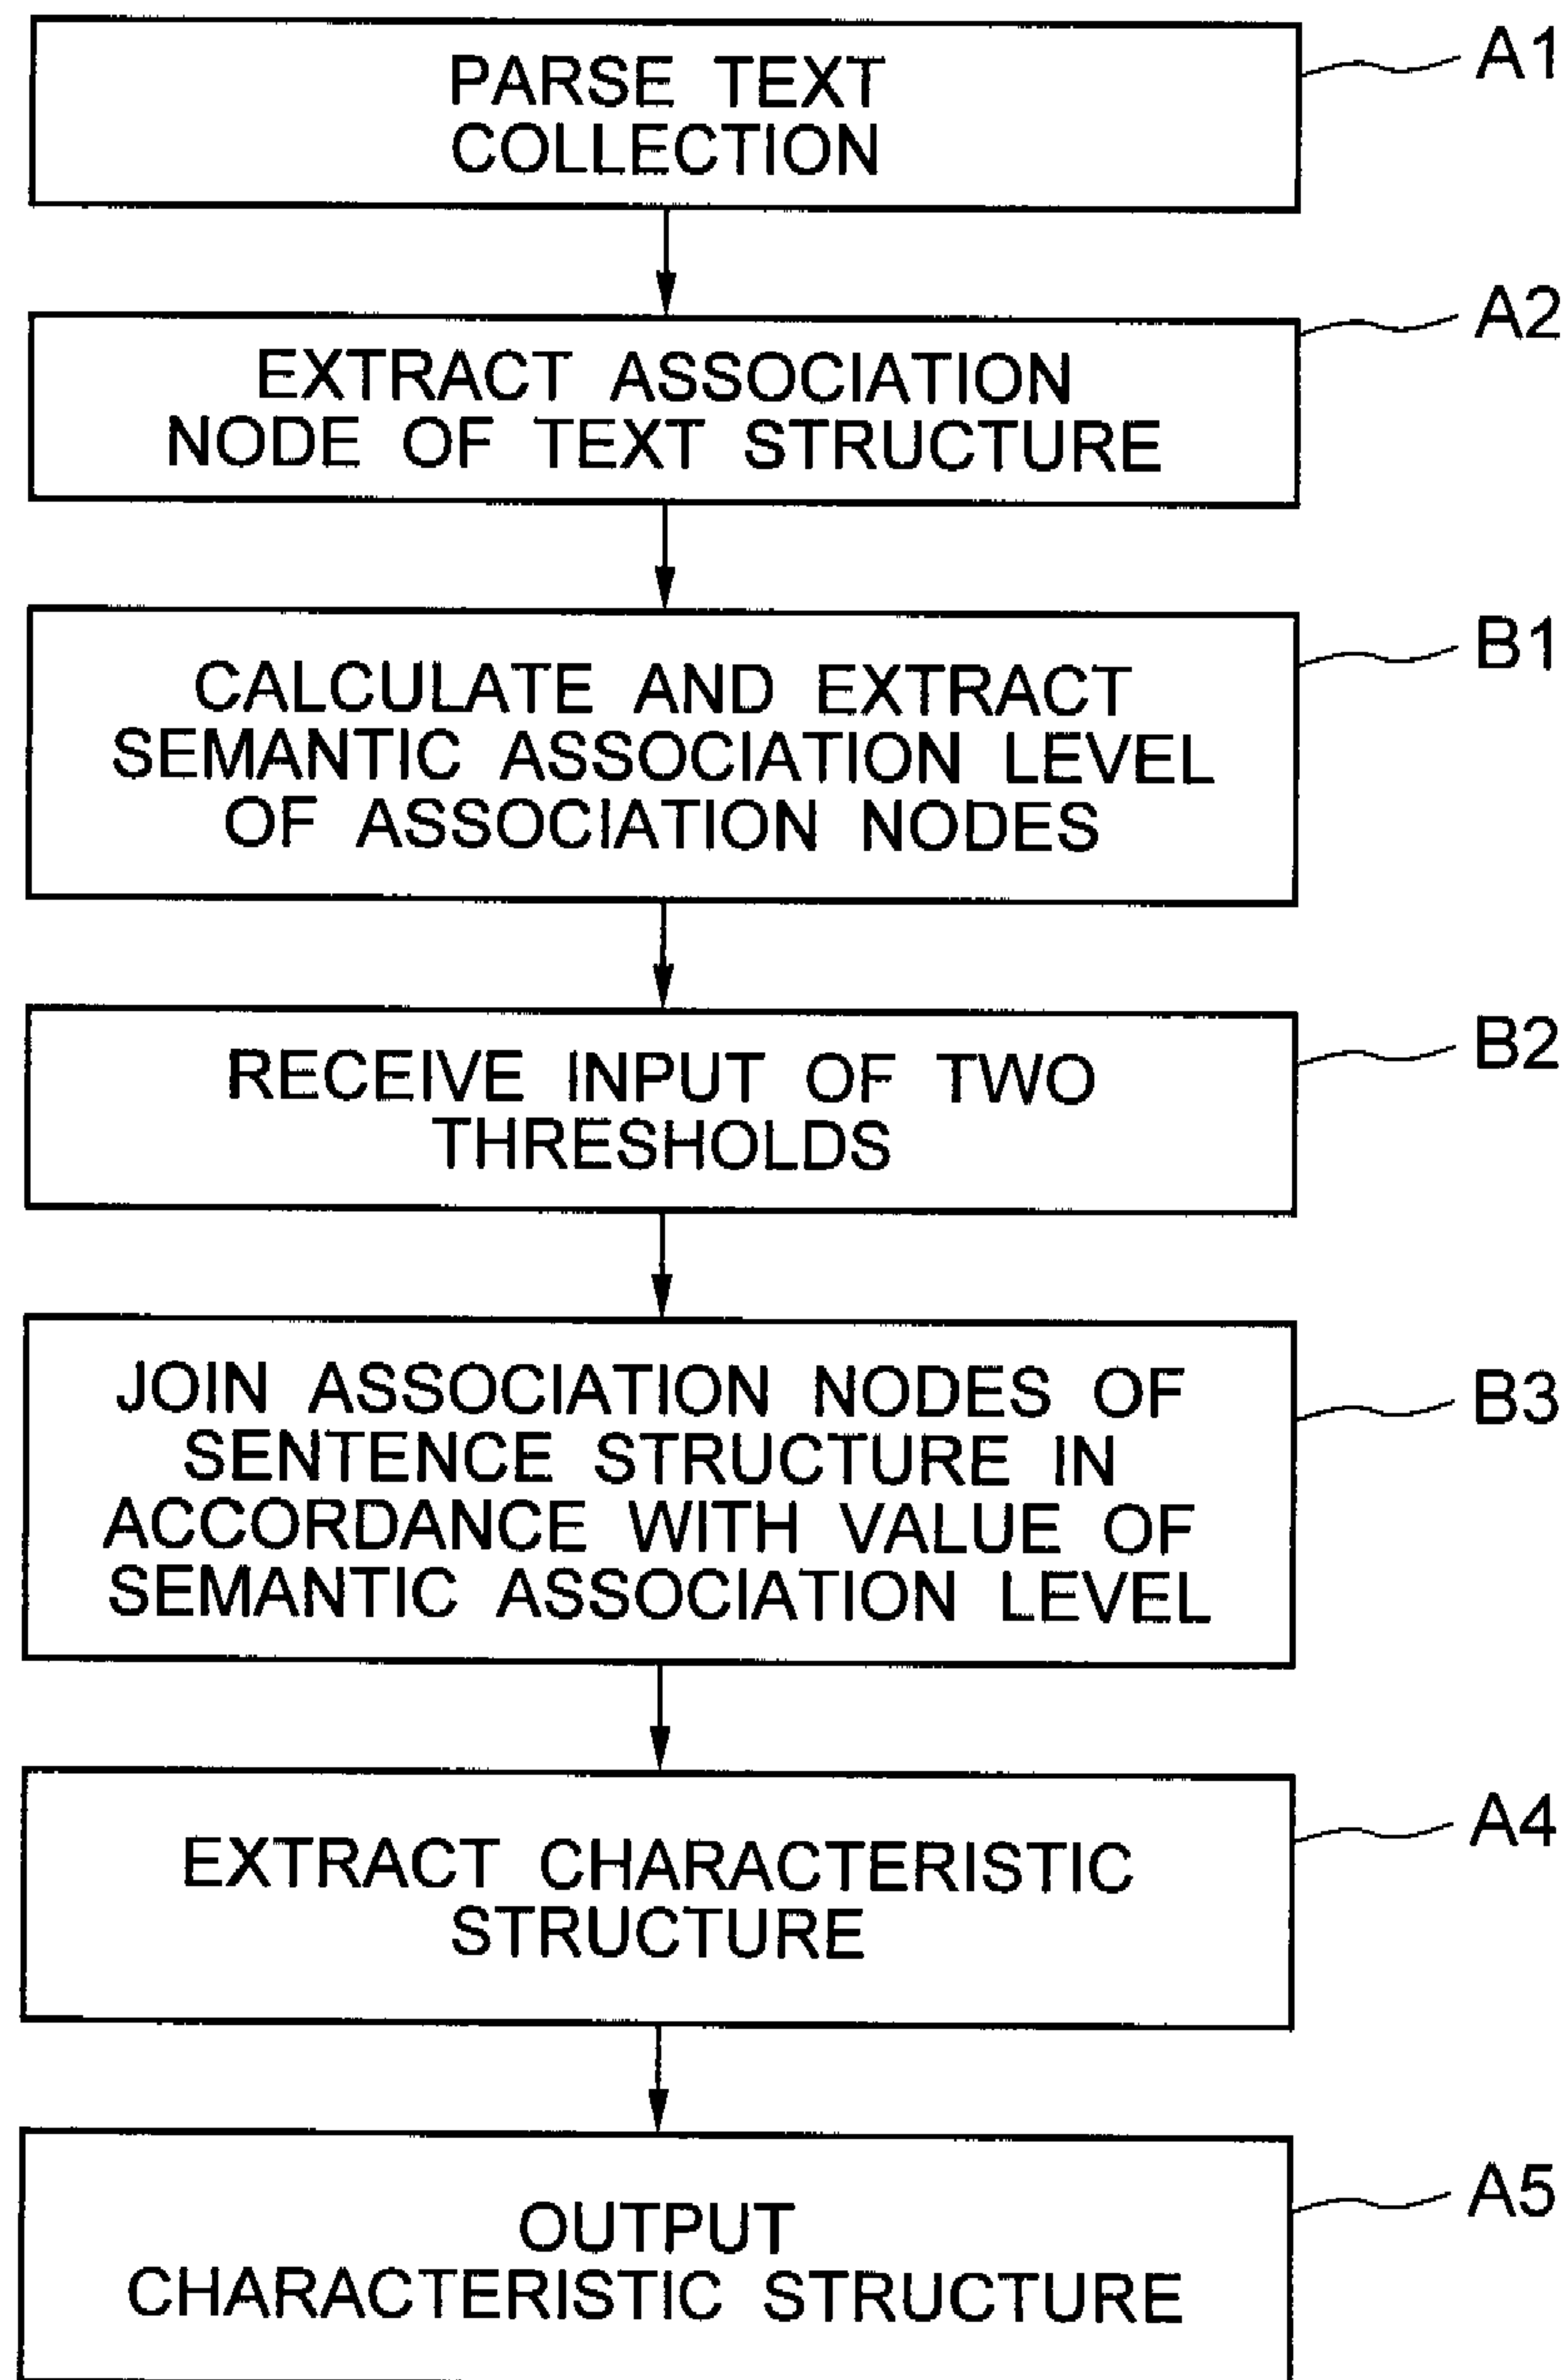 PARSE TEXT
COLLECTION
A1
EXTRACT ASSOCIATION
NODE OF TEXT STRUCTURE
A2
CALCULATE AND EXTRACT
SEMANTIC ASSOCIATION LEVEL
OF ASSOCIATION NODES
B1
RECEIVE INPUT OF TWO
THRESHOLDS
B2
JOIN ASSOCIATION NODES OF
SENTENCE STRUCTURE IN
ACCORDANCE WITH VALUE OF
SEMANTIC ASSOCIATION LEVEL
B3
EXTRACT CHARACTERISTIC
STRUCTURE
A4
OUTPUT
CHARACTERISTIC STRUCTURE
A5